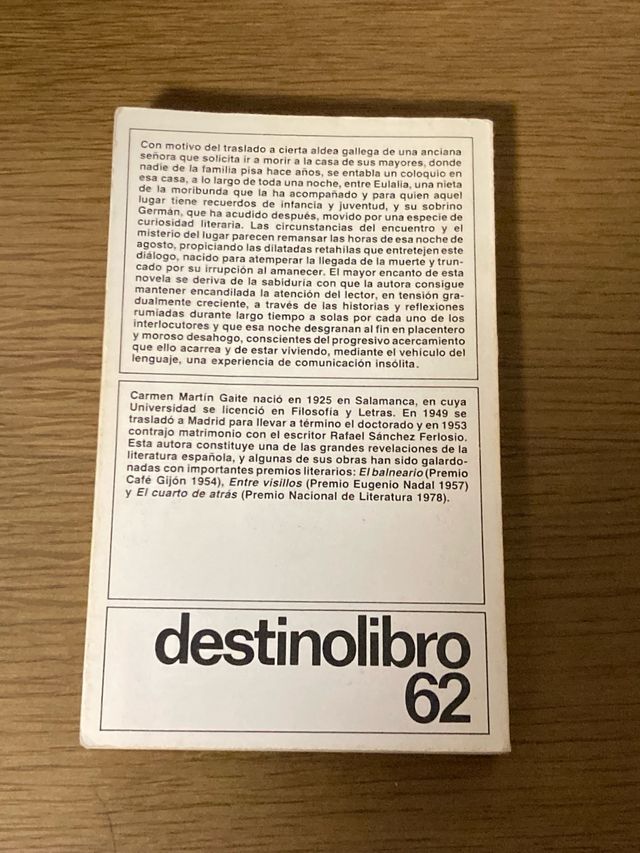 Con motivo del traslado a cierta aldea gallega de una anciana
señora que solicita ir a morir a la casa de sus mayores, donde
nadie de la familia pisa hace años, se entabla un coloquio en
esa casa, a lo largo de toda una noche, entre Eulalia, una nieta
de la moribunda que la ha acompañado y para quien aquel
lugar tiene recuerdos de infancia y juventud, y su sobrino
Germán, que ha acudido después, movido por una especie de
curiosidad literaria. Las circunstancias del encuentro y el
misterio del lugar parecen remansar las horas de esa noche de
agosto, propiciando las dilatadas retahílas que entretejen este
diálogo, nacido para atemperar la llegada de la muerte y trun-
cado por su irrupción al amanecer. El mayor encanto de esta
novela se deriva de la sabiduría con que la autora consigue
mantener encandilada la atención del lector, en tensión gra-
dualmente creciente, a través de las historias y reflexiones
rumiadas durante largo tiempo a solas por cada uno de los
interlocutores y que esa noche desgranan al fin en placentero
y moroso desahogo, conscientes del progresivo acercamiento
que ello acarrea y de estar viviendo, mediante el vehículo del
lenguaje, una experiencia de comunicación insólita.
Carmen Martín Gaite nació en 1925 en Salamanca, en cuya
Universidad se licenció en Filosofía y Letras. En 1949 se
trasladó a Madrid para llevar a término el doctorado y en 1953
contrajo matrimonio con el escritor Rafael Sánchez Ferlosio.
Esta autora constituye una de las grandes revelaciones de la
literatura española, y algunas de sus obras han sido galardo-
nadas con importantes premios literarios: El balneario (Premio
Café Gijón 1954), Entre visillos (Premio Eugenio Nadal 1957)
y El cuarto de atrás (Premio Nacional de Literatura 1978).
destinolibro
62